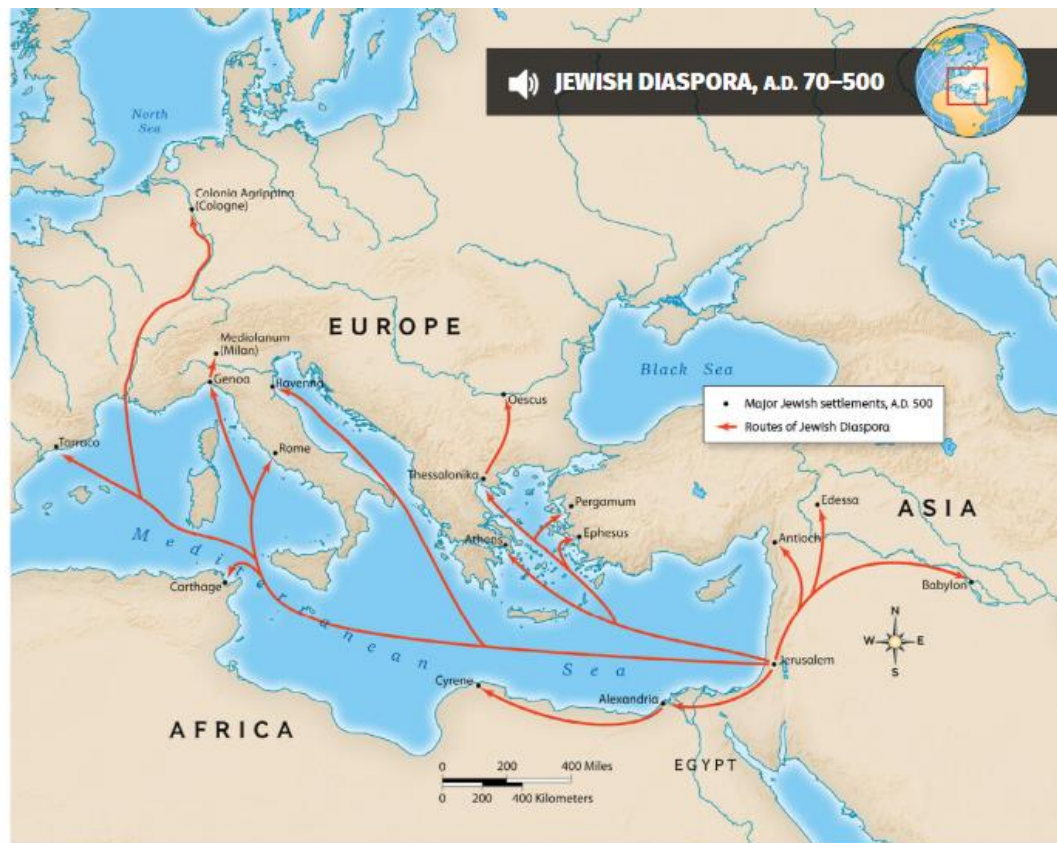 JEWISH DIASPORA, A.D. 70–500
North
Sea
Colonia Agrippina
(Cologne)
EUROPE
Mediolanum
(Milan)
Genoa
Ravenna
Oescus
Black Sea
Major Jewish settlements, A.D. 500
Routes of Jewish Diaspora
Tarraco
Rome
Thessalonika
Pergamum
Edessa
ASIA
Athens
Ephesus
Antioch
Mediterranean Sea
Carthage
Babylon
N
W E
S
Jerusalem
Cyrene
Alexandria
AFRICA
EGYPT
0 200 400 Miles
0 200 400 Kilometers